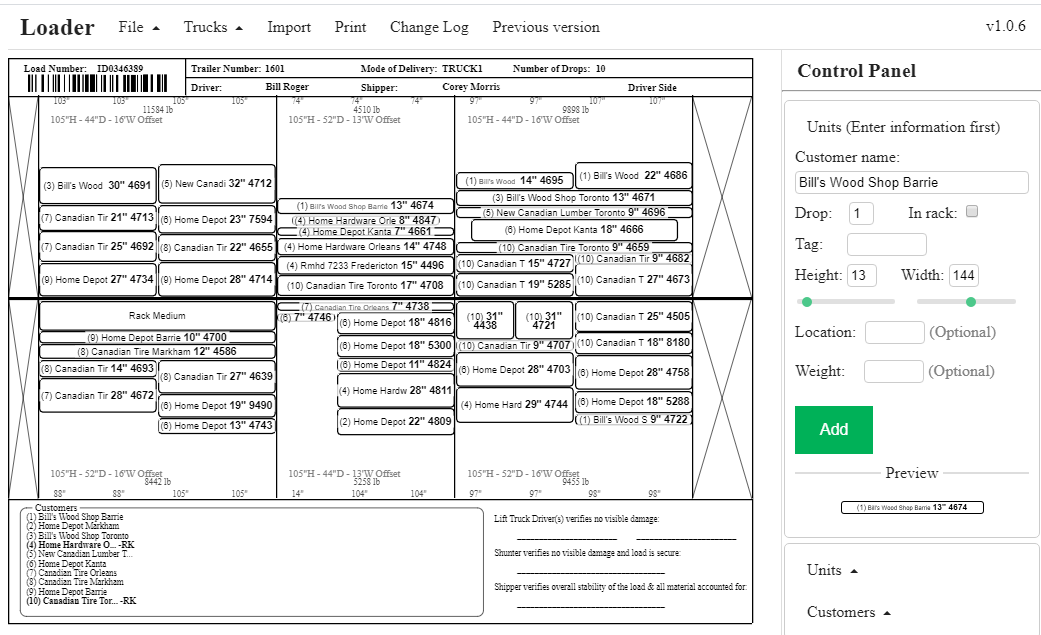 Loader File Trucks Import Print Change Log Previous version v1.0.6
Load Number: ID0346389
Trailer Number: 1601 Mode of Delivery: TRUCK1 Number of Drops: 10
Driver: Bill Roger Shipper: Corey Morris Driver Side
103" 103" 105" 105" 74" 74" 97" 97" 107" 107"
11584 lb 4510 lb 9898 lb
105"H - 44"D - 16'W Offset 105"H - 52"D - 13'W Offset 105"H - 44"D - 16'W Offset
(3) Bill's Wood 30" 4691
(7) Canadian Tir 21" 4713
(7) Canadian Tir 25" 4692
(9) Home Depot 27" 4734
(5) New Canadi 32" 4712
(6) Home Depot 23" 7594
(8) Canadian Tir 22" 4655
(9) Home Depot 28" 4714
(1) Bill's Wood Shop Barrie 13" 4674
((4) Home Hardware Orle 8" 4847)
(4) Home Depot Kanta 7" 4661
(4) Home Hardware Orleans 14" 4748
(4) Rmhd 7233 Fredericton 15" 4496
(10) Canadian Tire Toronto 17" 4708
(1) Bill's Wood 14" 4695
(1) Bill's Wood 22" 4686
(3) Bill's Wood Shop Toronto 13" 4671
(5) New Canadian Lumber Toronto 9" 4696
(6) Home Depot Kanta 18" 4666
(10) Canadian Tire Toronto 9" 4659
(10) Canadian T 15" 4727
(10) Canadian T 19" 5285
(10) Canadian Tir 9" 4682
(10) Canadian T 27" 4673
Rack Medium
(9) Home Depot Barrie 10" 4700
(8) Canadian Tire Markham 12" 4586
(8) Canadian Tir 14" 4693
(7) Canadian Tir 28" 4672
(8) Canadian Tir 27" 4639
(6) Home Depot 19" 9490
(6) Home Depot 13" 4743
(7) Canadian Tire Orleans 7" 4738
(6) 7" 4746
(6) Home Depot 18" 4816
(6) Home Depot 18" 5300
(6) Home Depot 11" 4824
(4) Home Hardw 28" 4811
(2) Home Depot 22" 4809
(10) 31"
4438
(10) 31"
4721
(10) Canadian Tir 9" 4707
(6) Home Depot 28" 4703
(4) Home Hard 29" 4744
(10) Canadian T 25" 4505
(10) Canadian T 18" 8180
(6) Home Depot 28" 4758
(6) Home Depot 18" 5288
(1) Bill's Wood S 9" 4722
105"H - 52"D - 16'W Offset 105"H - 44"D - 13'W Offset 105"H - 52"D - 16'W Offset
8442 lb 5258 lb 9455 lb
88" 88" 105" 105" 14" 104" 104" 97" 97" 98" 98"
Customers
(1) Bill's Wood Shop Barrie
(2) Home Depot Markham
(3) Bill's Wood Shop Toronto
(4) Home Hardware O... -RK
(5) New Canadian Lumber T...
(6) Home Depot Kanta
(7) Canadian Tire Orleans
(8) Canadian Tire Markham
(9) Home Depot Barrie
(10) Canadian Tire Tor... -RK
Lift Truck Driver(s) verifies no visible damage:
Shunter verifies no visible damage and load is secure:
Shipper verifies overall stability of the load & all material accounted for:
Control Panel
Units (Enter information first)
Customer name:
Bill's Wood Shop Barrie
Drop: 1 In rack:
Tag:
Height: 13 Width: 144
Location: (Optional)
Weight: (Optional)
Add
Preview
(1) Bill's Wood Shop Barrie 13" 4674
Units
Customers